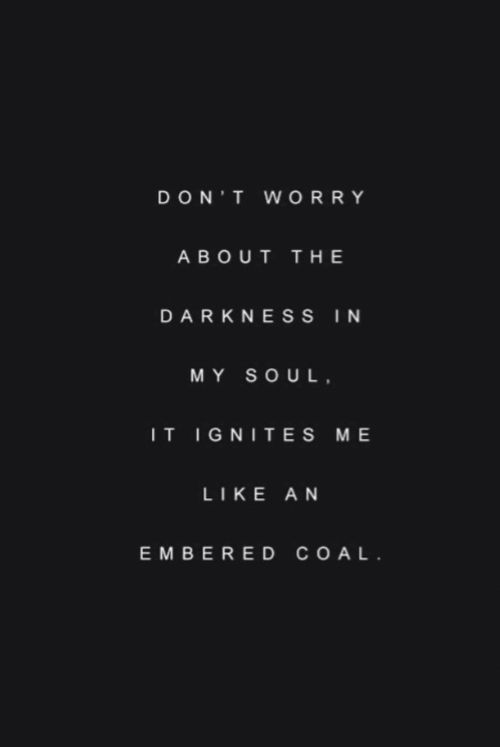 DON'T WORRY
ABOUT THE
DARKNESS IN
MY SOUL,
IT IGNITES ME
LIKE AN
EMBERED COAL.